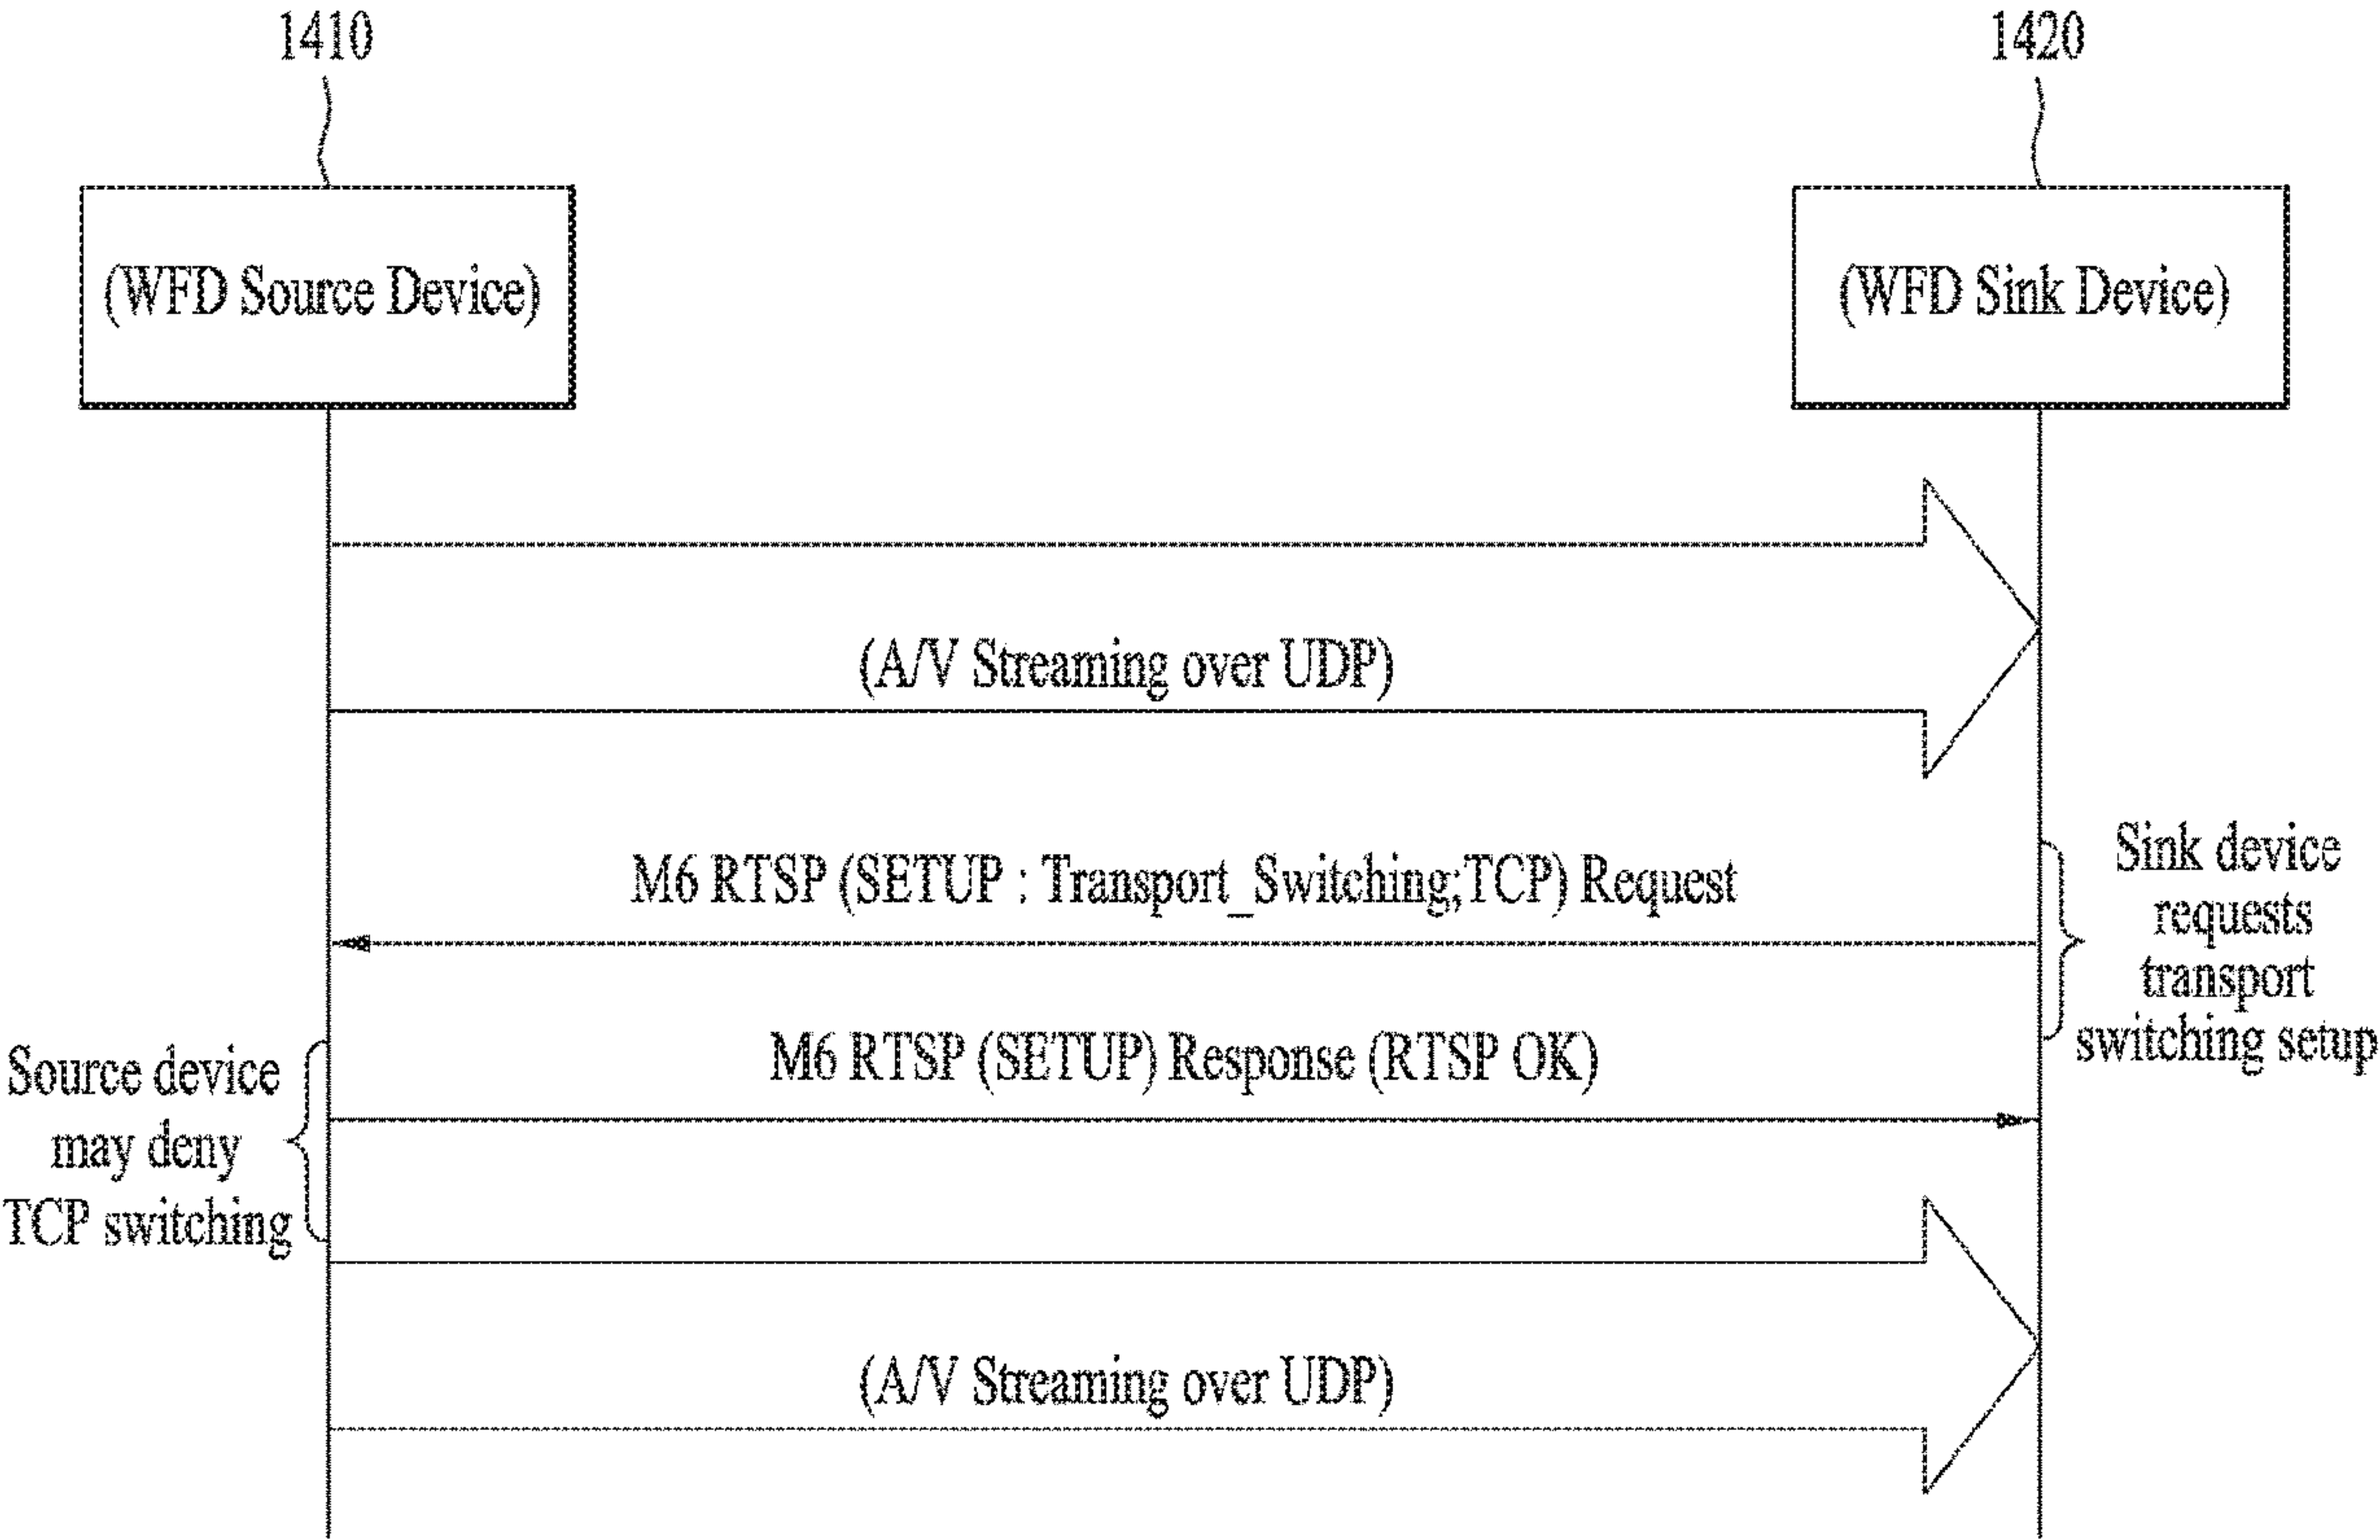 1410
1420
(WFD Source Device)
(WFD Sink Device)
(A/V Streaming over UDP)
M6 RTSP (SETUP : Transport_Switching;TCP) Request
Sink device
requests
transport
switching setup
M6 RTSP (SETUP) Response (RTSP OK)
Source device
may deny
TCP switching
(A/V Streaming over UDP)